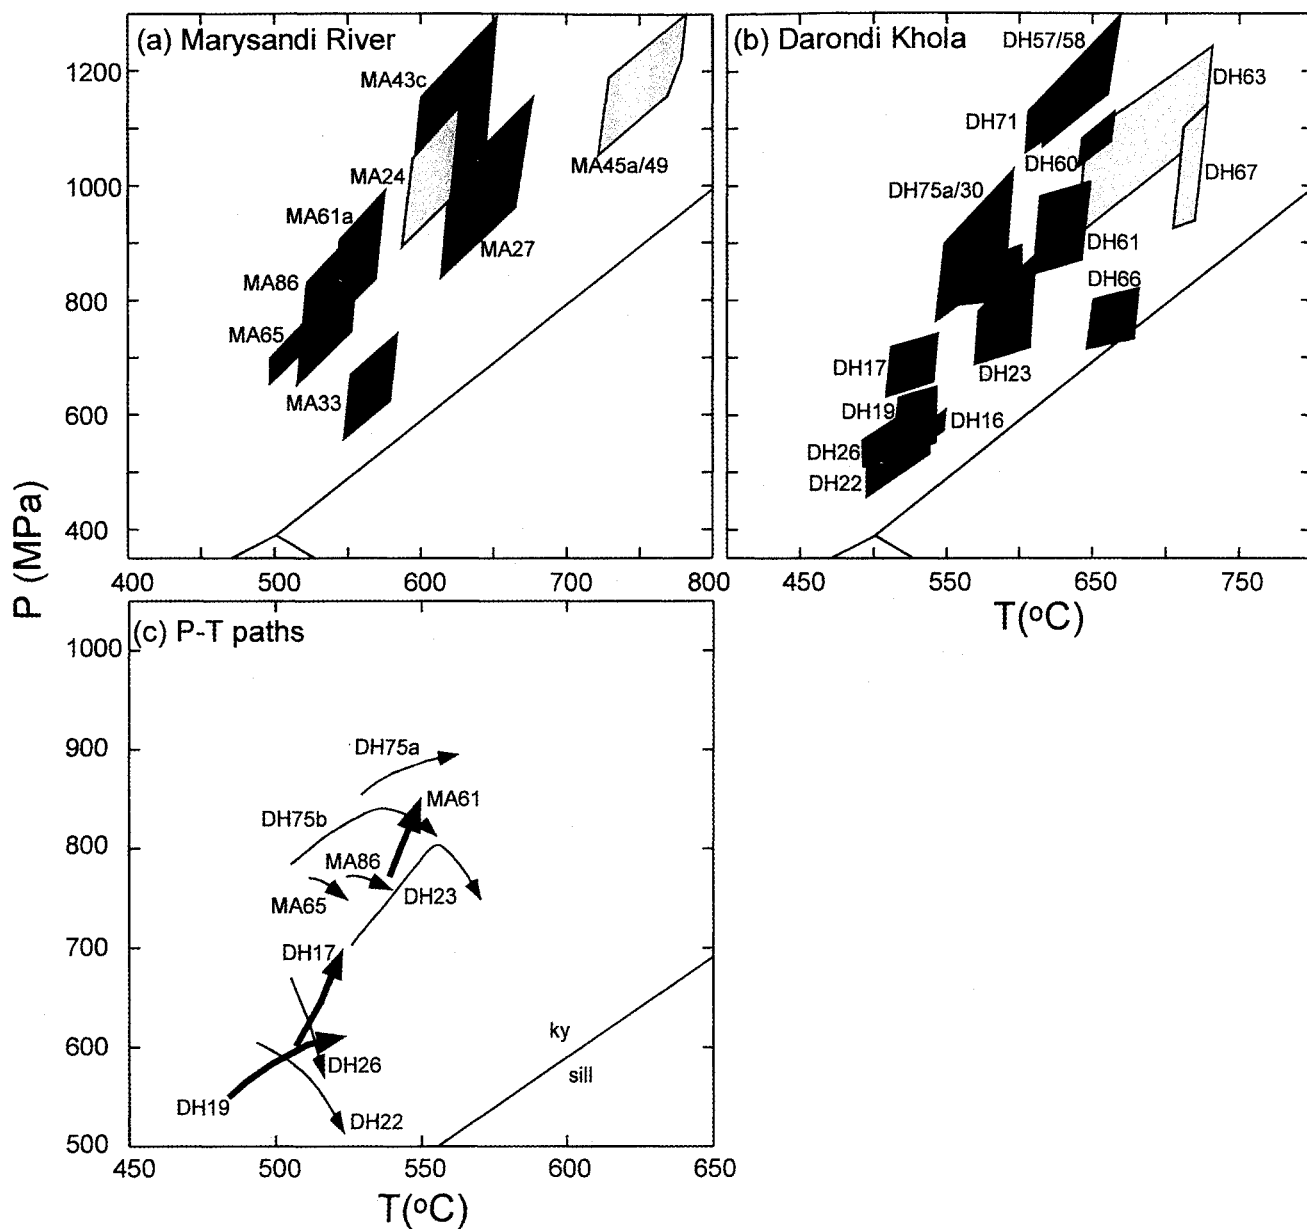 (a) Marysandi River
MA43c
MA24
MA45a/49
MA61a
MA27
MA86
MA65
MA33
1200
1000
800
600
400
400
500
600
700
800
P (MPa)
(b) Darondi Khola
DH57/58
DH63
DH71
DH60
DH67
DH75a/30
DH61
DH66
DH17
DH23
DH19
DH16
DH26
DH22
450
550
650
750
T(ºC)
(c) P-T paths
1000
900
800
700
600
500
DH75a
MA61
DH75b
MA86
MA65
DH23
DH17
DH26
DH19
DH22
ky
sill
450
500
550
600
650
T(ºC)